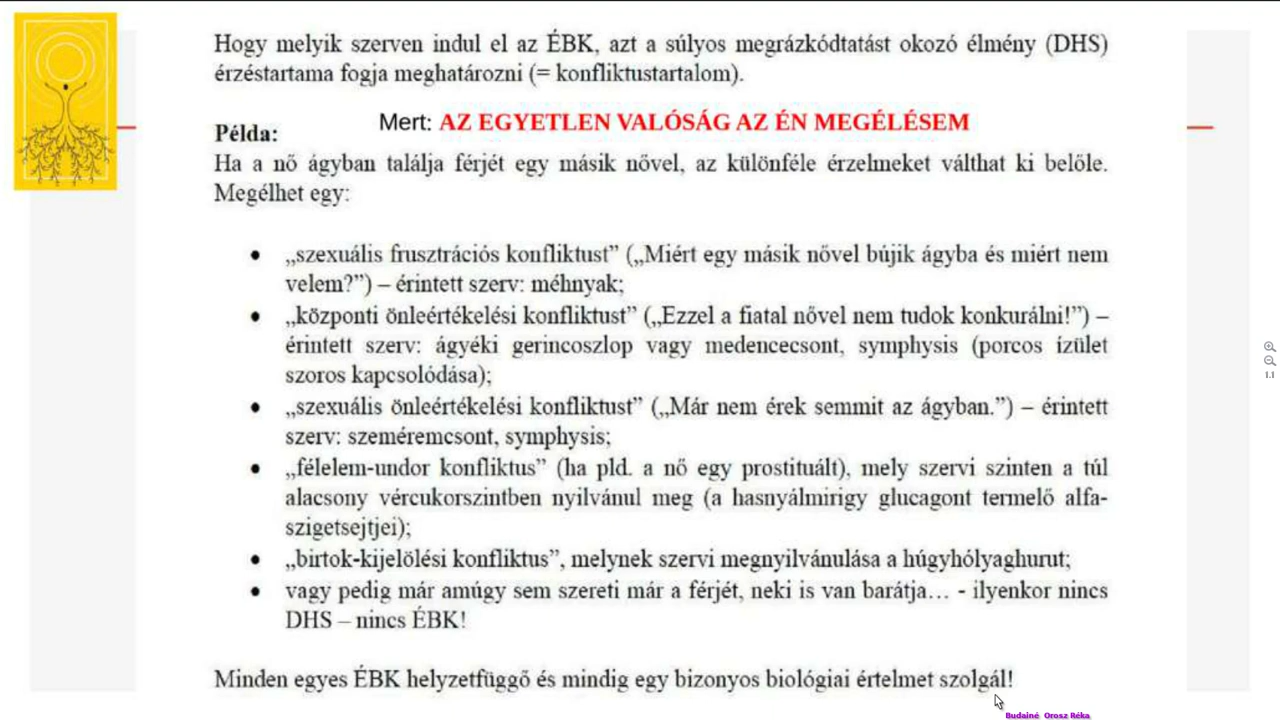 Hogy melyik szerven indul el az ÉBK, azt a súlyos megrázkódtatást okozó élmény (DHS)
érzéstartama fogja meghatározni (= konfliktustartalom).
Mert: AZ EGYETLEN VALÓSÁG AZ ÉN MEGÉLÉSEM
Példa:
Ha a nő ágyban találja férjét egy másik nővel, az különféle érzelmeket válthat ki belőle.
Megélhet egy:
• „szexuális frusztrációs konfliktust” („Miért egy másik nővel bújik ágyba és miért nem
velem?”) – érintett szerv: méhnyak;
• „központi önleértékelési konfliktust” („Ezzel a fiatal nővel nem tudok konkurálni!”) –
érintett szerv: ágyéki gerincoszlop vagy medencecsont, symphysis (porcos ízület
szoros kapcsolódása);
• „szexuális önleértékelési konfliktust” („Már nem érek semmit az ágyban.”) – érintett
szerv: szeméremcsont, symphysis;
• „félelem-undor konfliktus” (ha pld. a nő egy prostituált), mely szervi szinten a túl
alacsony vércukorszintben nyilvánul meg (a hasnyálmirigy glucagont termelő alfa-
szigetsejtjei);
• „birtok-kijelölési konfliktus”, melynek szervi megnyilvánulása a húgyhólyaghurut;
• vagy pedig már amúgy sem szereti már a férjét, neki is van barátja… - ilyenkor nincs
DHS – nincs ÉBK!
Minden egyes ÉBK helyzetfüggő és mindig egy bizonyos biológiai értelmet szolgál!
1:1
Budainé Orosz Réka